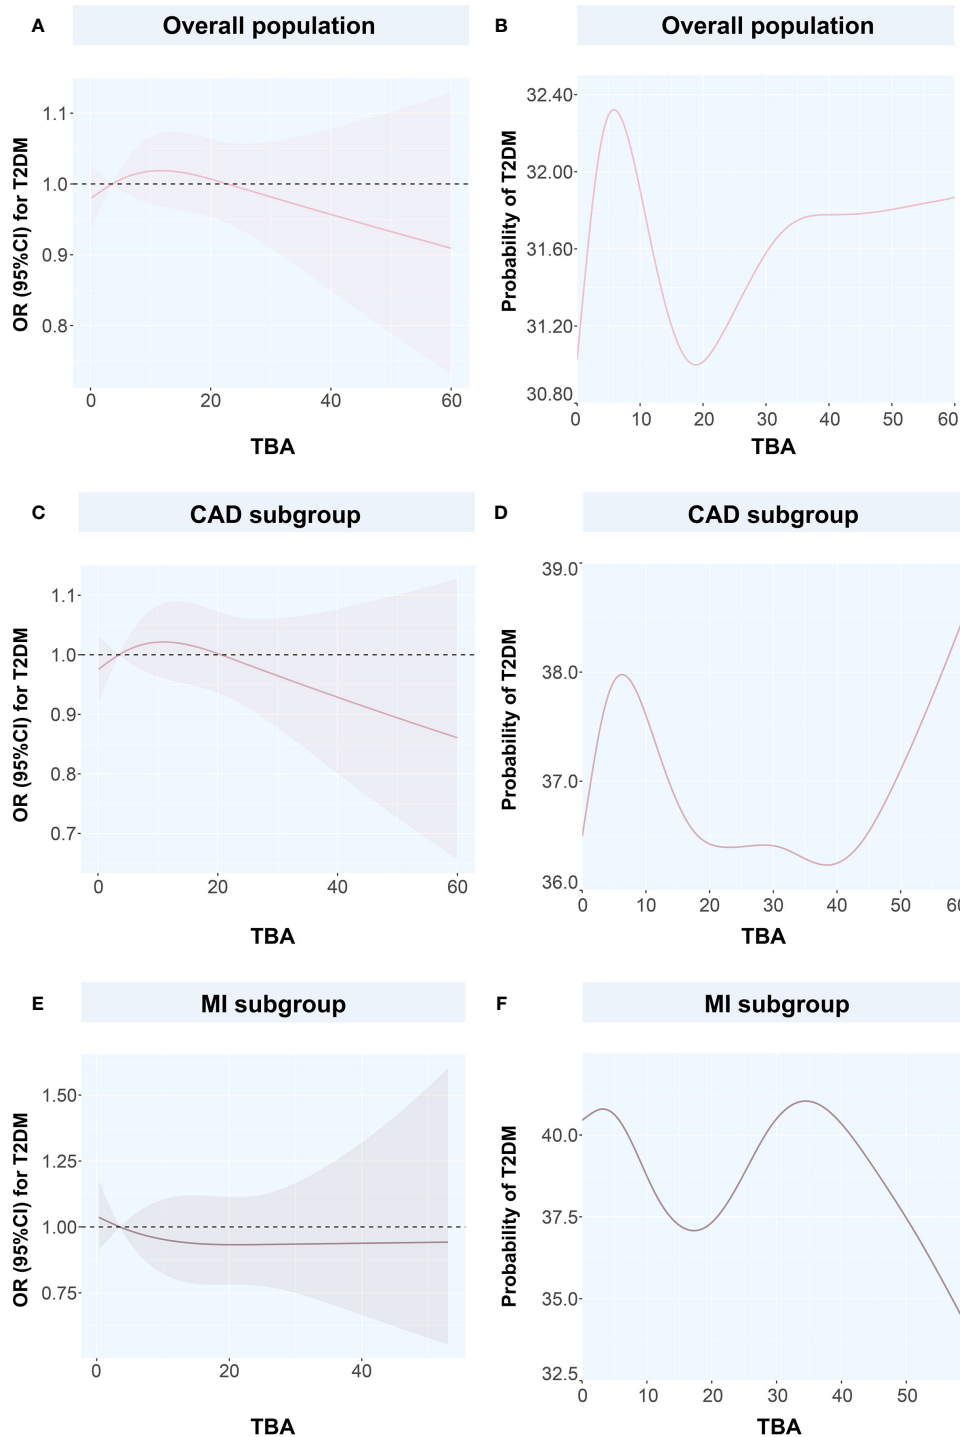 A
Overall population
OR (95%CI) for T2DM
1.1
1.0
0.9
0.8
0 20 40 60
TBA
B
Overall population
Probability of T2DM
32.40
32.00
31.60
31.20
30.80
0 10 20 30 40 50 60
TBA
C
CAD subgroup
OR (95%CI) for T2DM
1.1
1.0
0.9
0.8
0.7
0 20 40 60
TBA
D
CAD subgroup
Probability of T2DM
39.0
38.0
37.0
36.0
0 10 20 30 40 50 60
TBA
E
MI subgroup
OR (95%CI) for T2DM
1.50
1.25
1.00
0.75
0 20 40
TBA
F
MI subgroup
Probability of T2DM
40.0
37.5
35.0
32.5
0 10 20 30 40 50
TBA